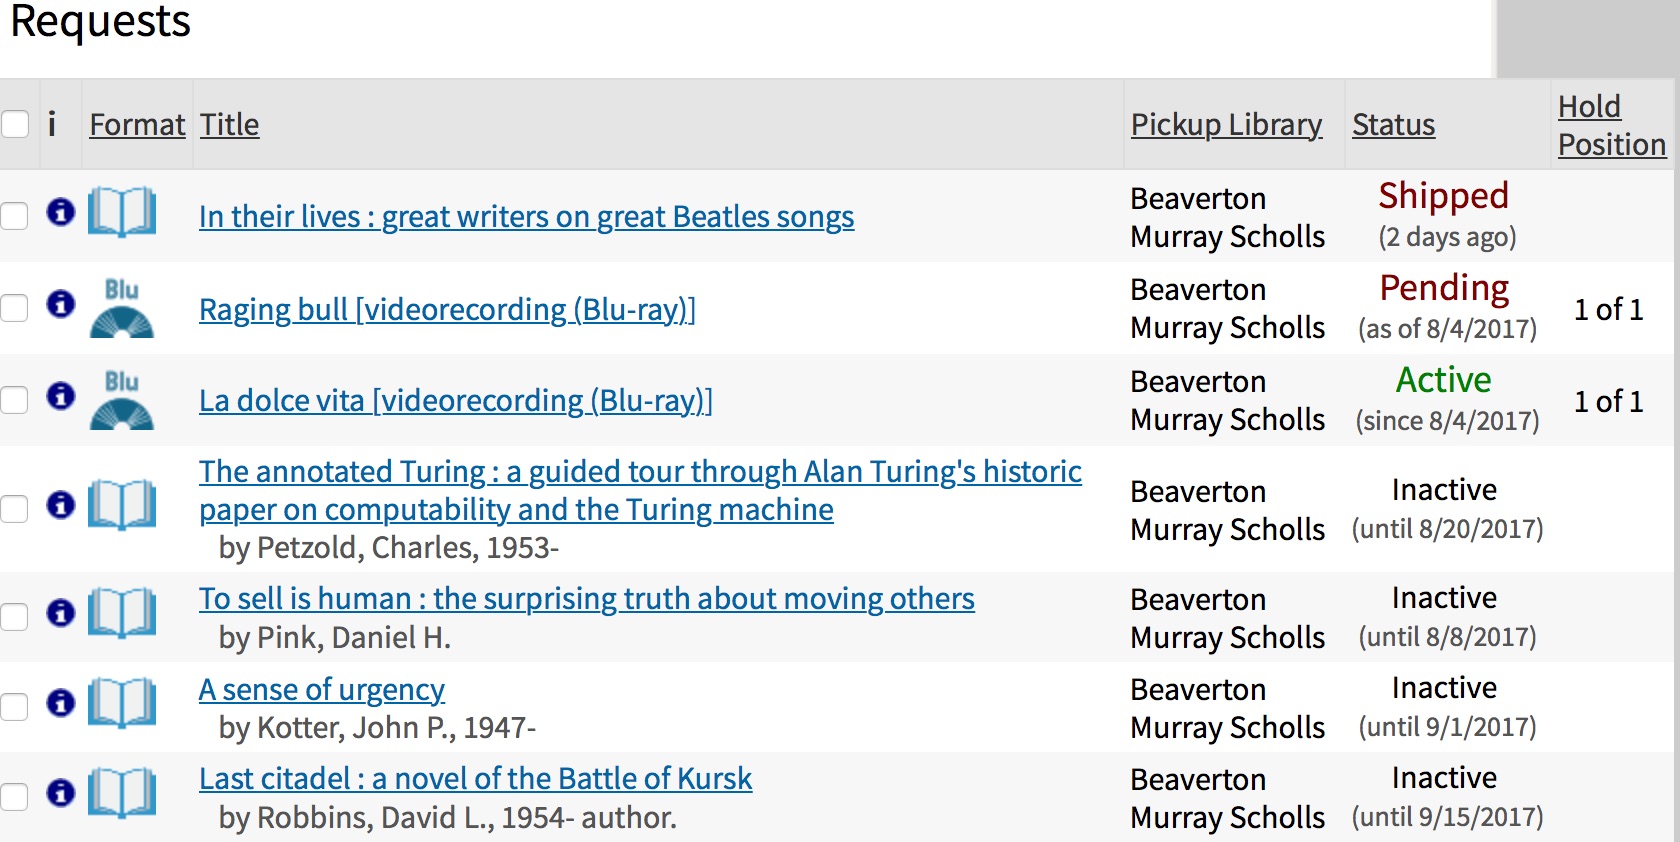 Requests
i Format Title Pickup Library Status Hold Position
In their lives : great writers on great Beatles songs
Beaverton
Murray Scholls
Shipped
(2 days ago)
Blu
Raging bull [videorecording (Blu-ray)]
Beaverton
Murray Scholls
Pending
(as of 8/4/2017)
1 of 1
Blu
La dolce vita [videorecording (Blu-ray)]
Beaverton
Murray Scholls
Active
(since 8/4/2017)
1 of 1
The annotated Turing : a guided tour through Alan Turing's historic
paper on computability and the Turing machine
by Petzold, Charles, 1953-
Beaverton
Murray Scholls
Inactive
(until 8/20/2017)
To sell is human : the surprising truth about moving others
by Pink, Daniel H.
Beaverton
Murray Scholls
Inactive
(until 8/8/2017)
A sense of urgency
by Kotter, John P., 1947-
Beaverton
Murray Scholls
Inactive
(until 9/1/2017)
Last citadel : a novel of the Battle of Kursk
by Robbins, David L., 1954- author.
Beaverton
Murray Scholls
Inactive
(until 9/15/2017)